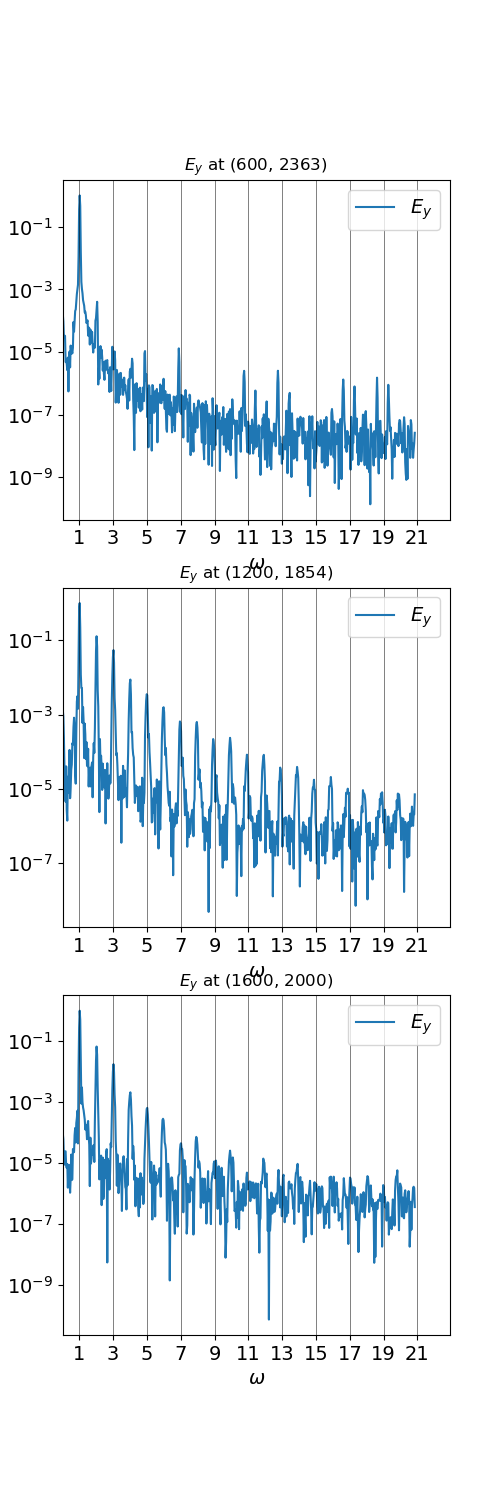 E_y at (600, 2363)
E_y
10⁻¹
10⁻³
10⁻⁵
10⁻⁷
10⁻⁹
1 3 5 7 9 11 13 15 17 19 21
ω
E_y at (1200, 1854)
E_y
10⁻¹
10⁻³
10⁻⁵
10⁻⁷
1 3 5 7 9 11 13 15 17 19 21
ω
E_y at (1600, 2000)
E_y
10⁻¹
10⁻³
10⁻⁵
10⁻⁷
10⁻⁹
1 3 5 7 9 11 13 15 17 19 21
ω